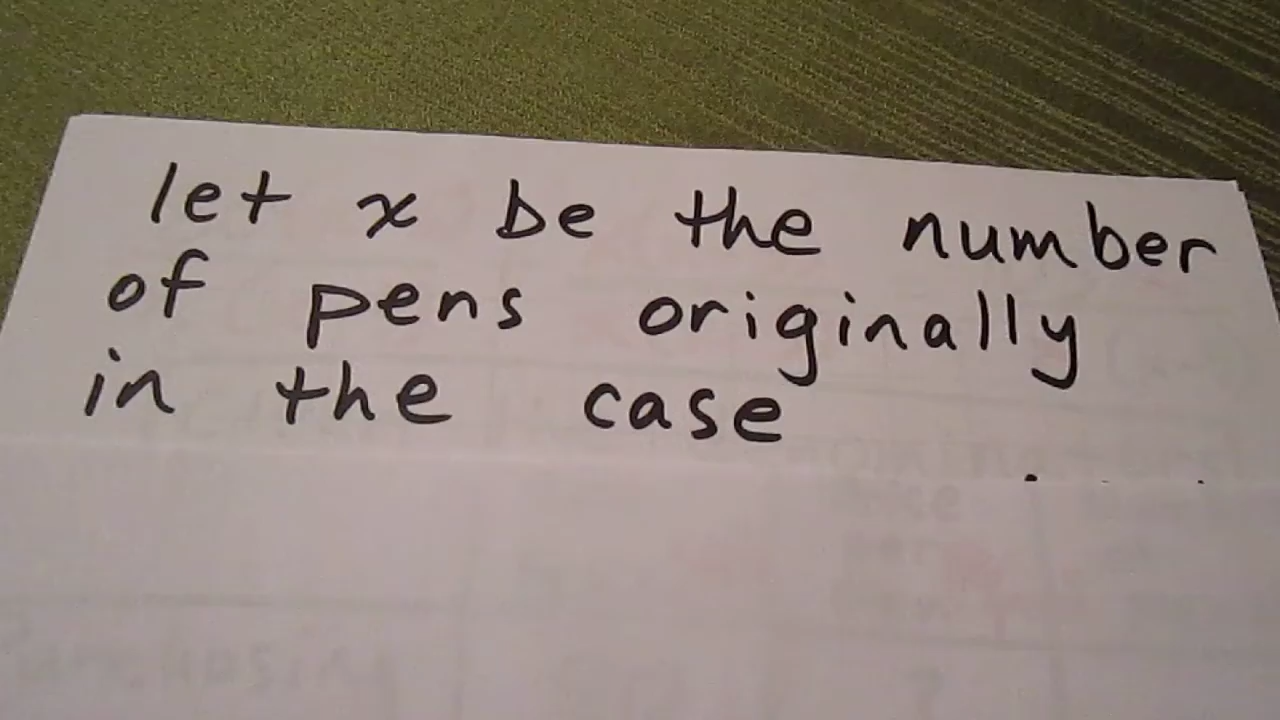 let x be the number
of pens originally
in the case